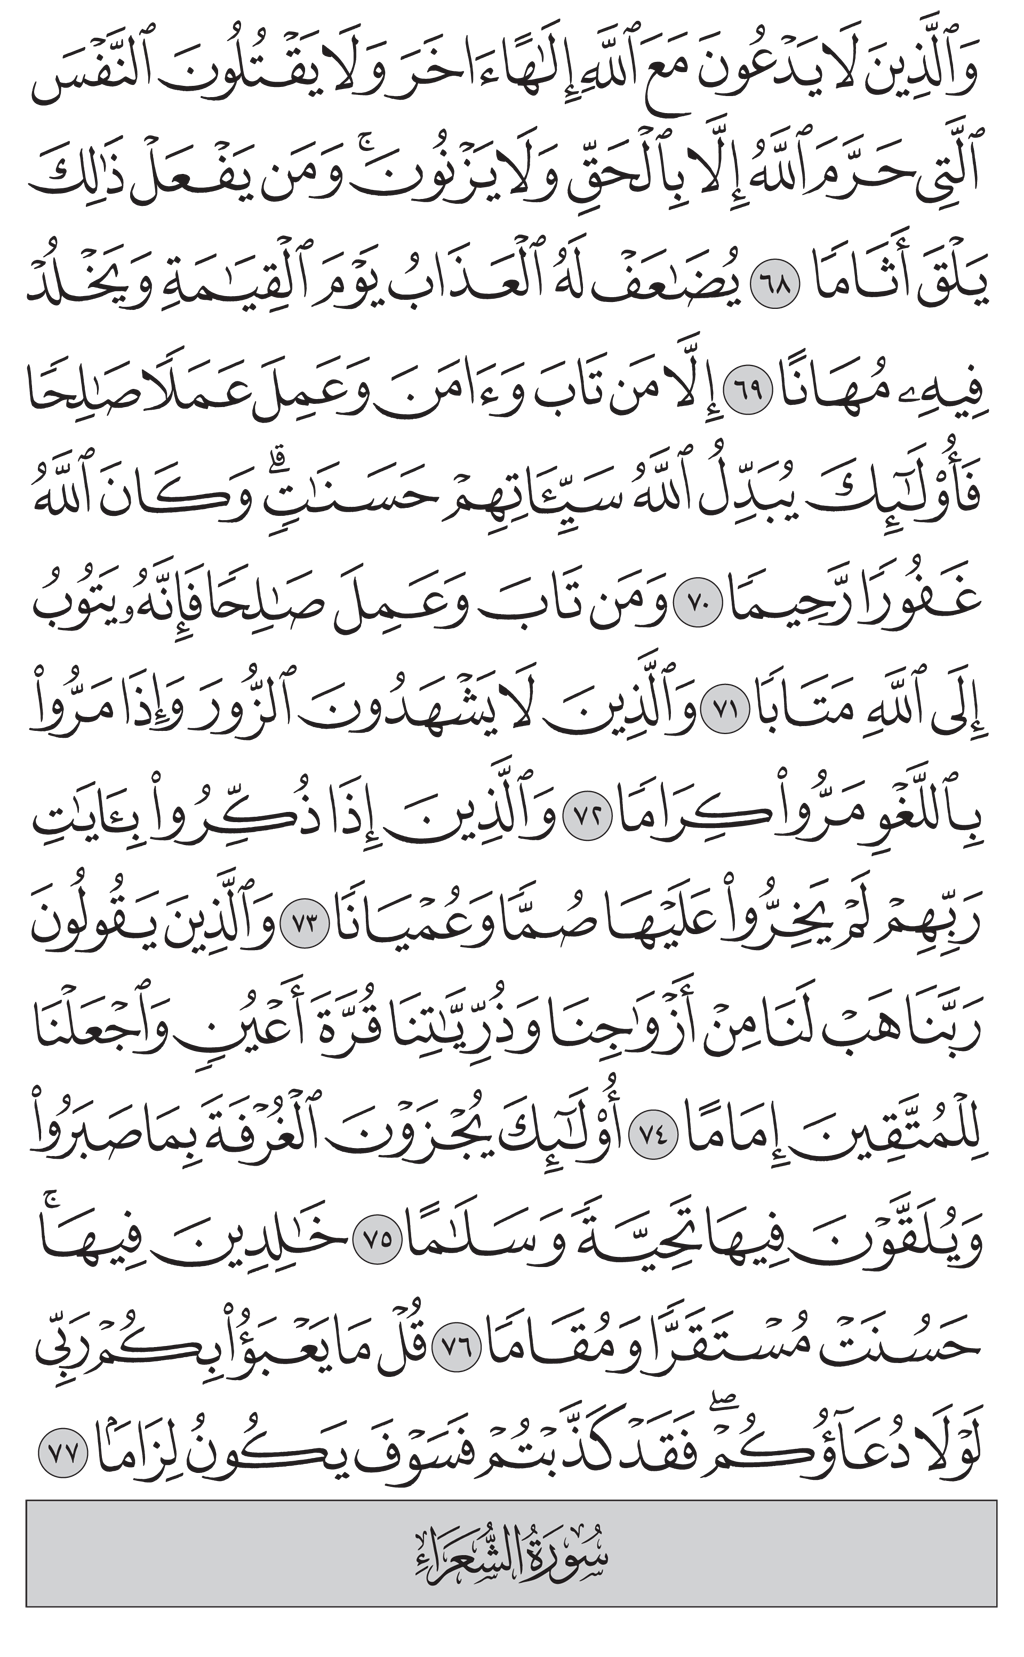 وَٱلَّذِينَ لَا يَدْعُونَ مَعَ ٱللَّهِ إِلَٰهًا ءَاخَرَ وَلَا يَقْتُلُونَ ٱلنَّفْسَ
ٱلَّتِى حَرَّمَ ٱللَّهُ إِلَّا بِٱلْحَقِّ وَلَا يَزْنُونَۚ وَمَن يَفْعَلْ ذَٰلِكَ
يَلْقَ أَثَامًا ٦٨ يُضَٰعَفْ لَهُ ٱلْعَذَابُ يَوْمَ ٱلْقِيَٰمَةِ وَيَخْلُدْ
فِيهِۦ مُهَانًا ٦٩ إِلَّا مَن تَابَ وَءَامَنَ وَعَمِلَ عَمَلًا صَٰلِحًا
فَأُو۟لَٰٓئِكَ يُبَدِّلُ ٱللَّهُ سَيِّـَٔاتِهِمْ حَسَنَٰتٍۗ وَكَانَ ٱللَّهُ
غَفُورًا رَّحِيمًا ٧٠ وَمَن تَابَ وَعَمِلَ صَٰلِحًا فَإِنَّهُۥ يَتُوبُ
إِلَى ٱللَّهِ مَتَابًا ٧١ وَٱلَّذِينَ لَا يَشْهَدُونَ ٱلزُّورَ وَإِذَا مَرُّوا۟
بِٱللَّغْوِ مَرُّوا۟ كِرَامًا ٧٢ وَٱلَّذِينَ إِذَا ذُكِّرُوا۟ بِـَٔايَٰتِ
رَبِّهِمْ لَمْ يَخِرُّوا۟ عَلَيْهَا صُمًّا وَعُمْيَانًا ٧٣ وَٱلَّذِينَ يَقُولُونَ
رَبَّنَا هَبْ لَنَا مِنْ أَزْوَٰجِنَا وَذُرِّيَّٰتِنَا قُرَّةَ أَعْيُنٍ وَٱجْعَلْنَا
لِلْمُتَّقِينَ إِمَامًا ٧٤ أُو۟لَٰٓئِكَ يُجْزَوْنَ ٱلْغُرْفَةَ بِمَا صَبَرُوا۟
وَيُلَقَّوْنَ فِيهَا تَحِيَّةً وَسَلَٰمًا ٧٥ خَٰلِدِينَ فِيهَاۚ
حَسُنَتْ مُسْتَقَرًّا وَمُقَامًا ٧٦ قُلْ مَا يَعْبَؤُا۟ بِكُمْ رَبِّى
لَوْلَا دُعَآؤُكُمْۖ فَقَدْ كَذَّبْتُمْ فَسَوْفَ يَكُونُ لِزَامًۢا ٧٧
سُورَةُ الشُّعَرَاءِ